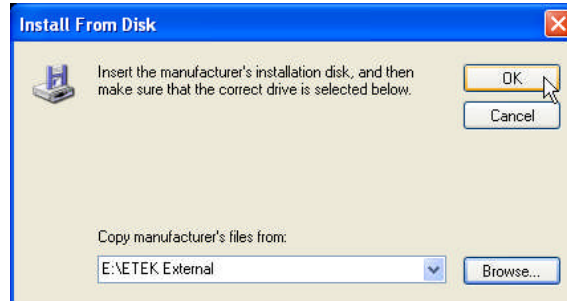 Install From Disk
Insert the manufacturer's installation disk, and then
make sure that the correct drive is selected below.
OK
Cancel
Copy manufacturer's files from:
E:\ETEK External
Browse...